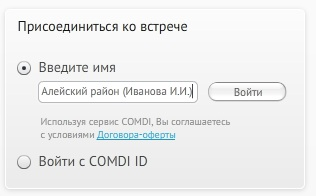 Присоединиться ко встрече
Введите имя
Алейский район (Иванова И.И.)
Войти
Используя сервис COMDI, Вы соглашаетесь
с условиями Договора-оферты
Войти с COMDI ID